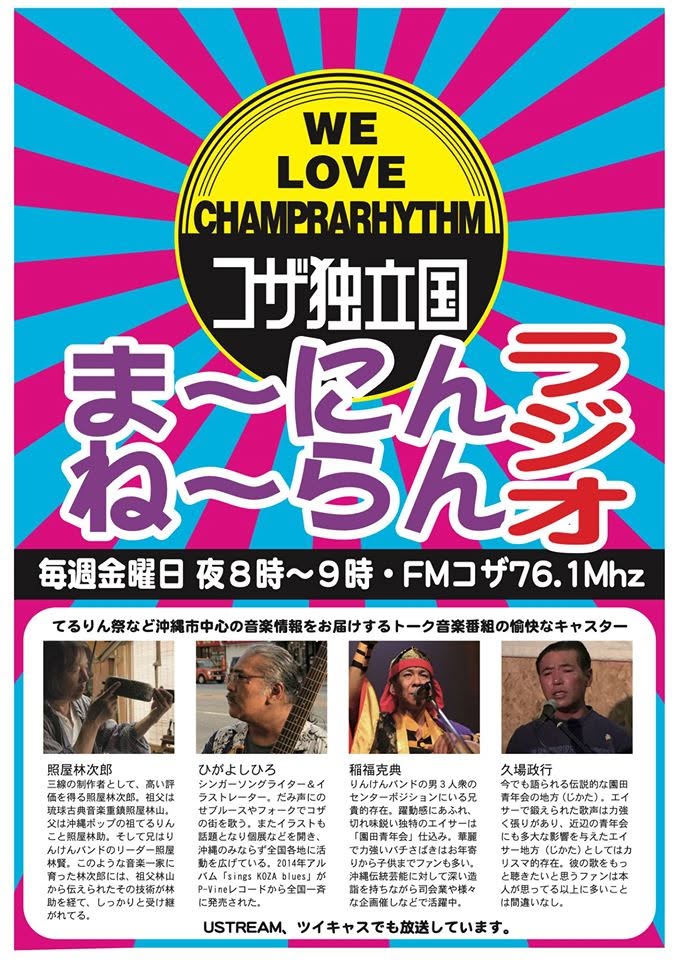 WE
LOVE
CHAMPRARHYTHM
コザ独立国
ま〜にん
ね〜らん
ラジオ
毎週金曜日 夜8時〜9時・FMコザ76.1Mhz
てるりん祭など沖縄市中心の音楽情報をお届けするトーク音楽番組の愉快なキャスター
照屋林次郎
三線の制作者として、高い評
価を得る照屋林次郎。祖父は
琉球古典音楽重鎮照屋林山。
父は沖縄ポップの祖てるりん
こと照屋林助。そして兄はり
んけんバンドのリーダー照屋
林賢。このような音楽一家に
育った林次郎には、祖父林山
から伝えられたその技術が林
助を経て、しっかりと受け継
がれてる。
ひがよしひろ
シンガーソングライター＆イ
ラストレーター。だみ声にの
せブルースやフォークでコザ
の街を歌う。またイラストも
話題となり個展などを開き、
沖縄のみならず全国各地に活
動を広げている。2014年アル
バム「sings KOZA blues」が
P-Vineレコードから全国一斉
に発売された。
稲福克典
りんけんバンドの男３人衆の
センターポジションにいる兄
貴的存在。躍動感にあふれ、
切れ味鋭い独特のエイサーは
「園田青年会」仕込み。華麗
で力強いバチさばきはお年寄
りから子供までファンも多い。
沖縄伝統芸能に対して深い造
詣を持ちながら司会業や様々
な企画催しなどで活躍中。
久場政行
今でも語られる伝説的な園田
青年会の地方（じかた）。エイ
サーで鍛えられた歌声は力強
く張りがあり、近辺の青年会
にも多大な影響を与えたエイ
サー地方（じかた）としてはカ
リスマ的存在。彼の歌をもっ
と聴きたいと思うファンは本
人が思ってる以上に多いこと
は間違いなし。
USTREAM、ツイキャスでも放送しています。